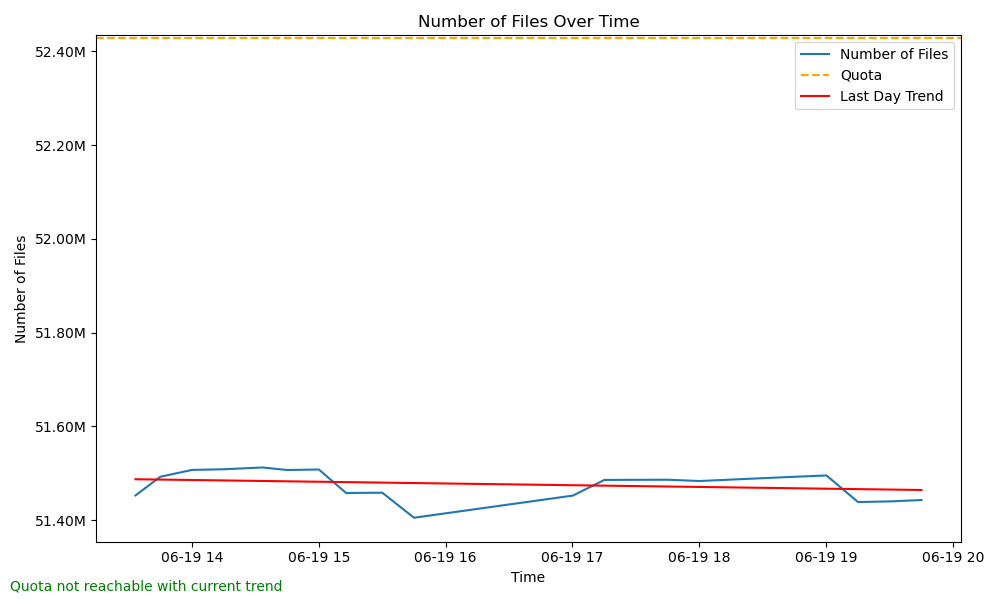 Number of Files Over Time
52.40M
52.20M
52.00M
51.80M
51.60M
51.40M
Number of Files
Number of Files
Quota
Last Day Trend
06-19 14
06-19 15
06-19 16
06-19 17
06-19 18
06-19 19
06-19 20
Time
Quota not reachable with current trend